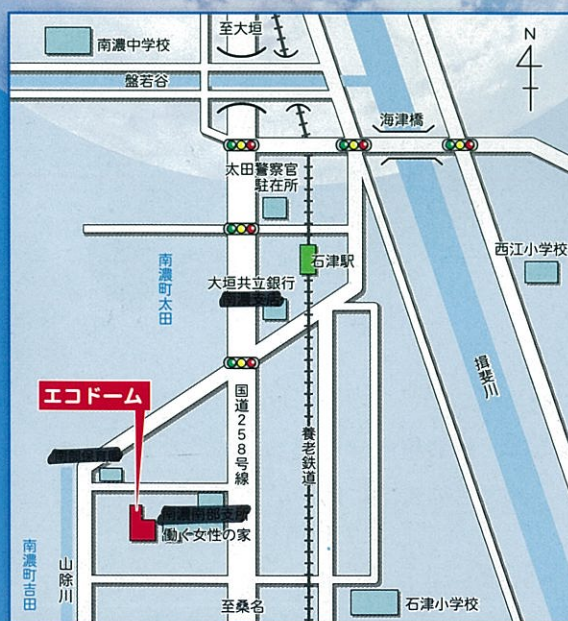 南濃中学校
至大垣
N
4
盤若谷
海津橋
太田警察官
駐在所
石津駅
西江小学校
南濃町太田
大垣共立銀行
揖斐川
エコドーム
国道258号線
養老鉄道
働く女性の家
南濃町吉田
山除川
至桑名
石津小学校